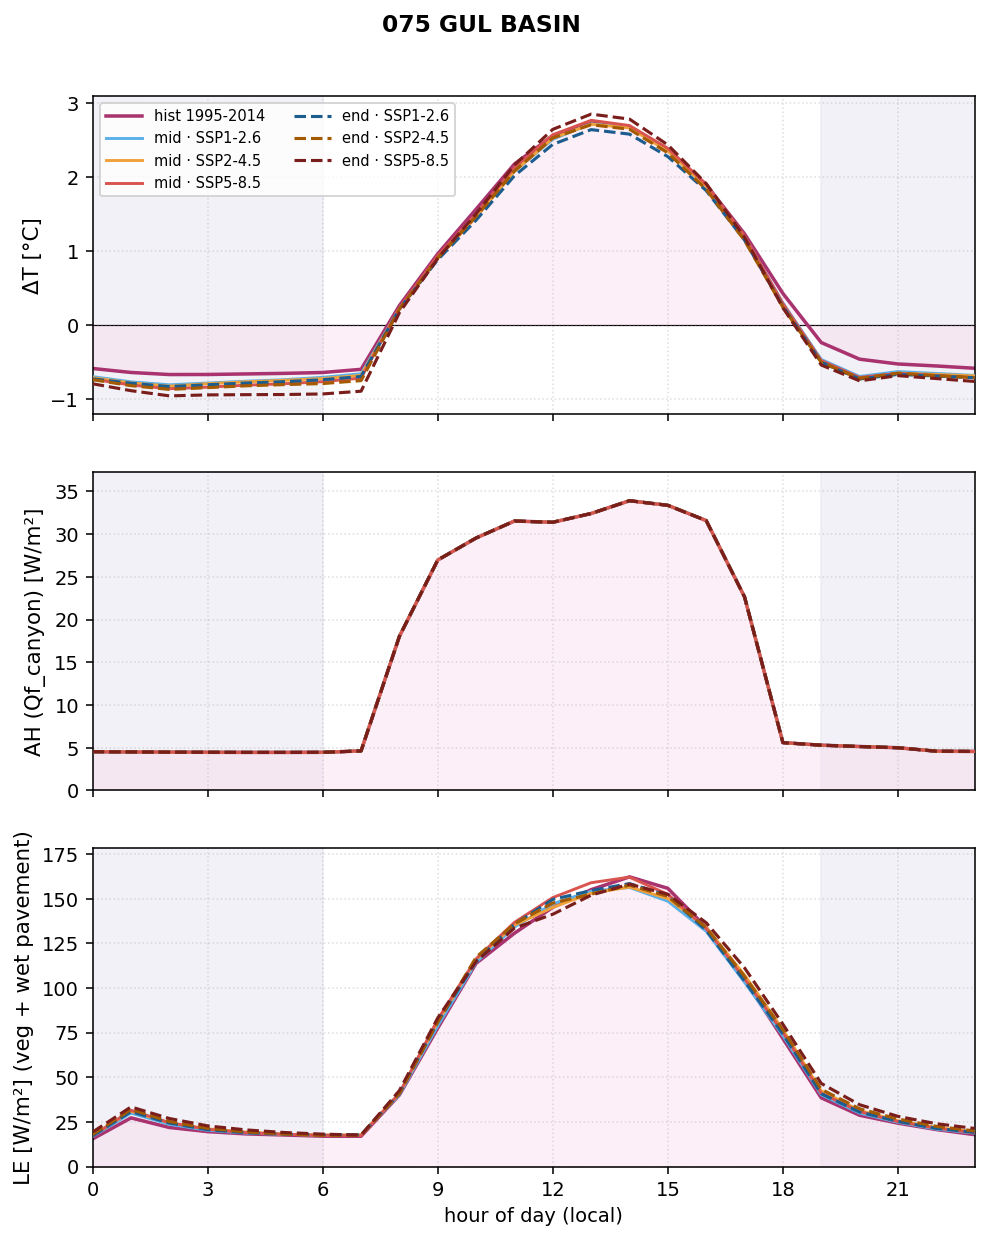 075 GUL BASIN
hist 1995-2014
mid · SSP1-2.6
mid · SSP2-4.5
mid · SSP5-8.5
end · SSP1-2.6
end · SSP2-4.5
end · SSP5-8.5
ΔT [°C]
3
2
1
0
−1
AH (Qf_canyon) [W/m²]
35
30
25
20
15
10
5
0
LE [W/m²] (veg + wet pavement)
175
150
125
100
75
50
25
0
0 3 6 9 12 15 18 21
hour of day (local)